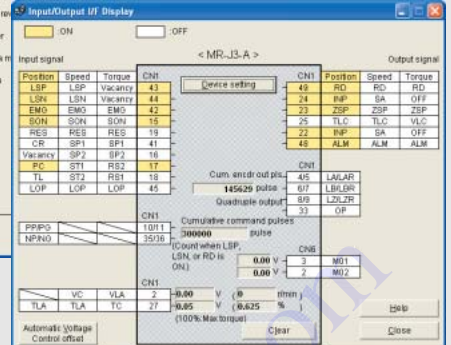 Input/Output I/F Display
:ON :OFF
< MR-J3-A >
Input signal Output signal
Position Speed Torque CN1 Device setting CN1 Position Speed Torque
LSP LSP Vacancy 43 49 RD RD RD
LSN LSN Vacancy 44 24 INP SA OFF
EMG EMG EMG 42 23 ZSP ZSP ZSP
SON SON SON 15 25 TLC TLC VLC
RES RES RES 19 22 INP SA OFF
CR SP1 SP1 41 48 ALM ALM ALM
Vacancy SP2 SP2 16
PC ST1 RS2 17 CN1
TL ST2 RS1 18 Cum. encdr out pls. 4/5 LA/LAR
LOP LOP LOP 45 145629 pulse 6/7 LB/LBR
Quadruple output 8/9 LZ/LZR
33 OP
CN1
Cumulative command pulses
PP/PG 10/11 300000 pulse
NP/NG 35/36
(Count when LSP, LSN, or RD is ON.)
CN6
0.00 V 3 MO1
0.00 V 2 MO2
CN1
VC VLA 2 -0.00 V ( 0 r/min )
TLA TLA TC 27 0.05 V ( 0.625 % )
(100% Max torque)
Help
Automatic Voltage Control offset
Clear
Close